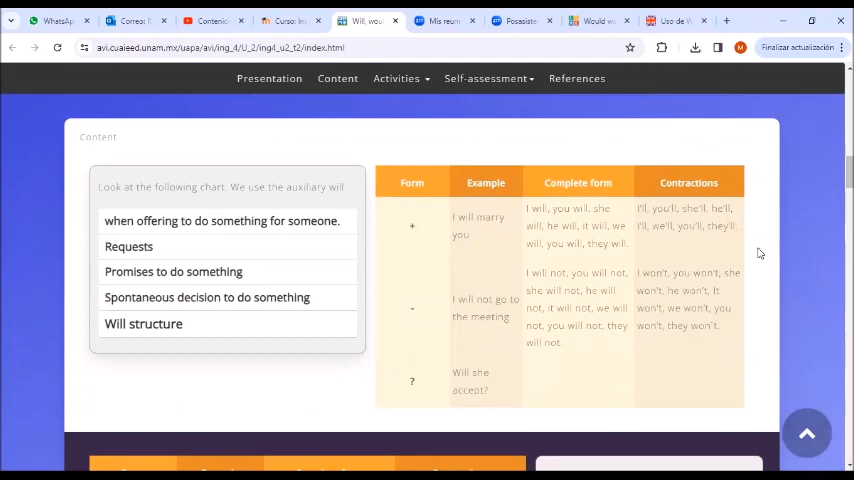 WhatsApp
Correo: R
Contenid
Curso: In
Will, wou
Mis reuni
Posasiste
Would w
Uso de W
avi.cuaieed.unam.mx/uapa/avi/ing_4/U_2/ing4_u2_t2/index.html
M
Finalizar actualización
Presentation
Content
Activities
Self-assessment
References
Content
Look at the following chart. We use the auxiliary will
when offering to do something for someone.
Requests
Promises to do something
Spontaneous decision to do something
Will structure
Form Example Complete form Contractions
+
I will marry
you
I will, you will, she
will, he will, it will, we
will, you will, they will.
I'll, you'll, she'll, he'll,
I'll, we'll, you'll, they'll.
-
I will not go to
the meeting
I will not, you will not,
she will not, he will
not, it will not, we will
not, you will not, they
will not.
I won't, you won't, she
won't, he won't, It
won't, we won't, you
won't, they won`t.
?
Will she
accept?